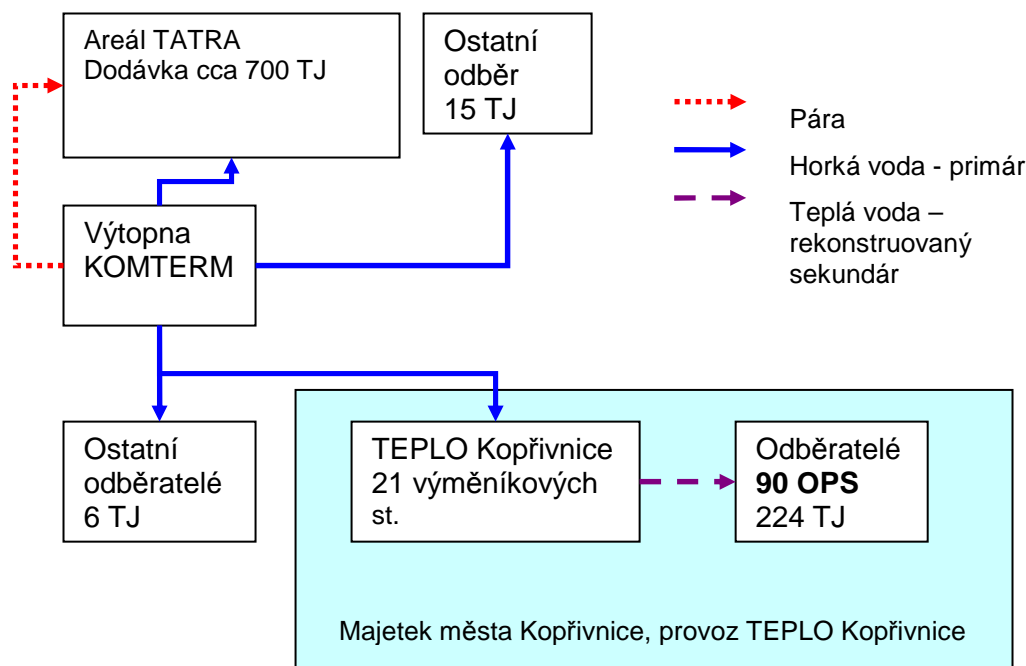 Areál TATRA
Dodávka cca 700 TJ
Ostatní
odběr
15 TJ
Pára
Horká voda - primár
Teplá voda –
rekonstruovaný
sekundár
Výtopna
KOMTERM
Ostatní
odběratelé
6 TJ
TEPLO Kopřivnice
21 výměníkových
st.
Odběratelé
90 OPS
224 TJ
Majetek města Kopřivnice, provoz TEPLO Kopřivnice